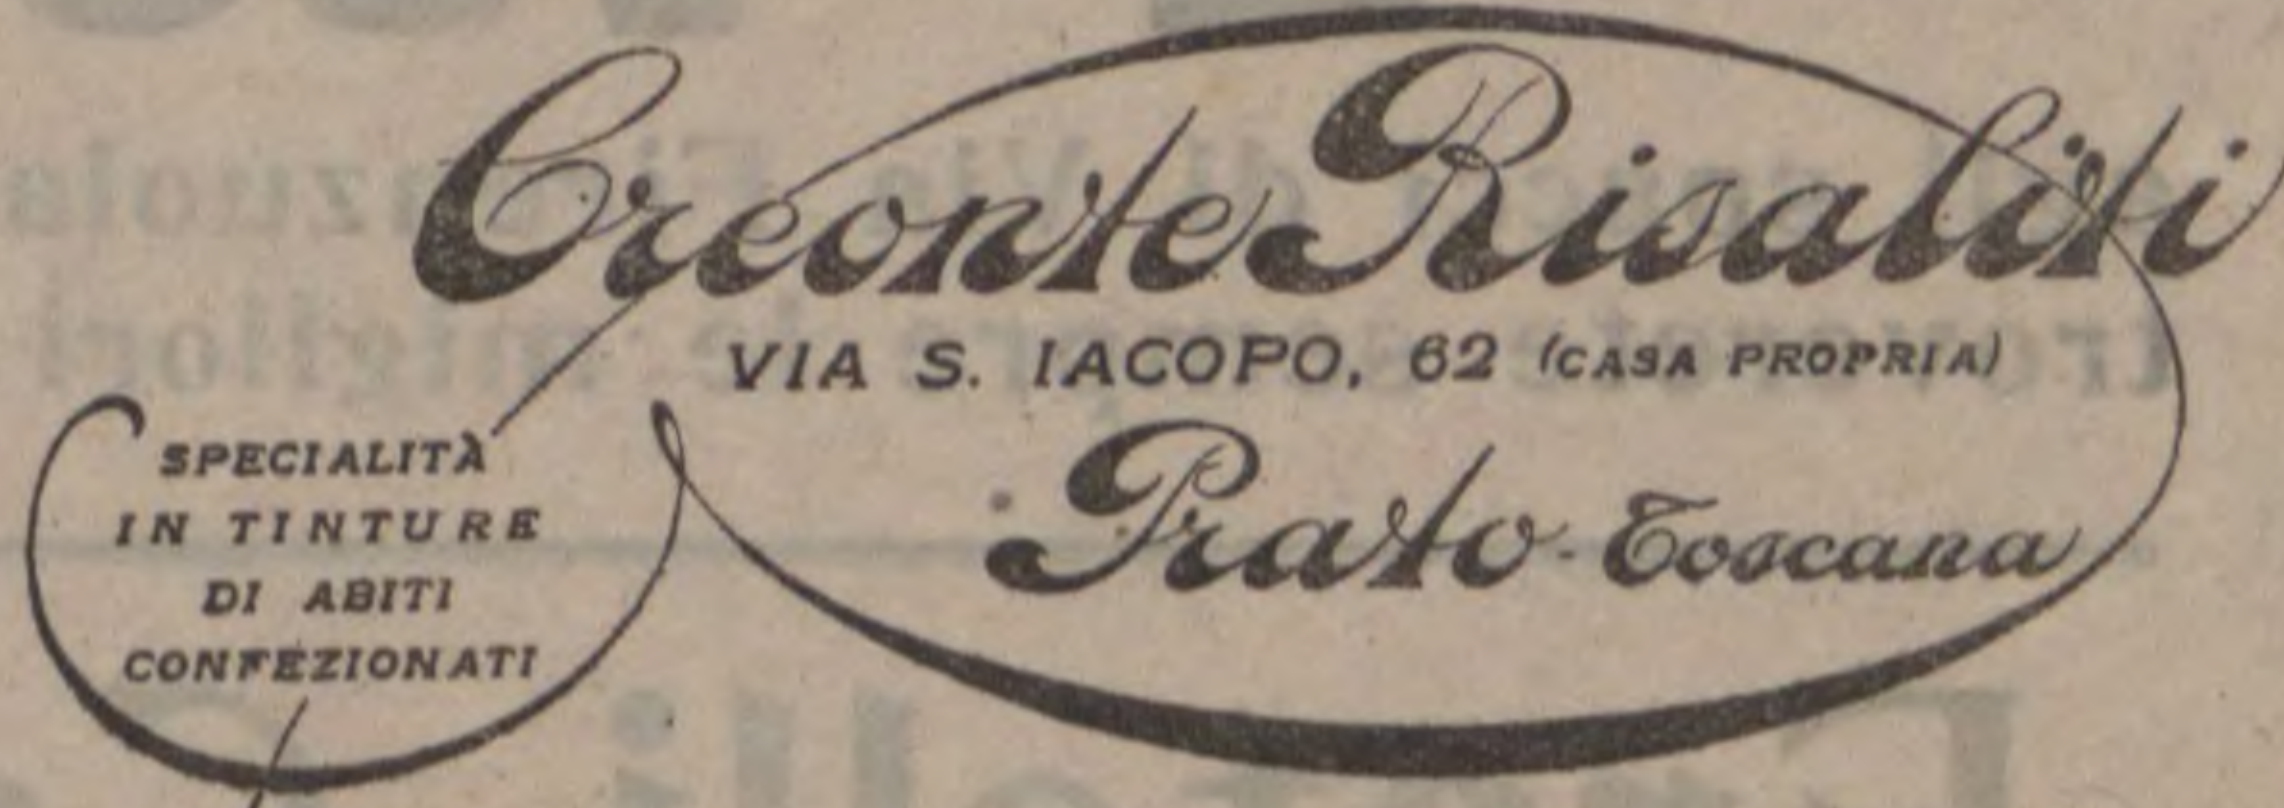 Creonte Risaliti
VIA S. IACOPO, 62 (CASA PROPRIA)
Prato - Toscana
SPECIALITÀ
IN TINTURE
DI ABITI
CONFEZIONATI